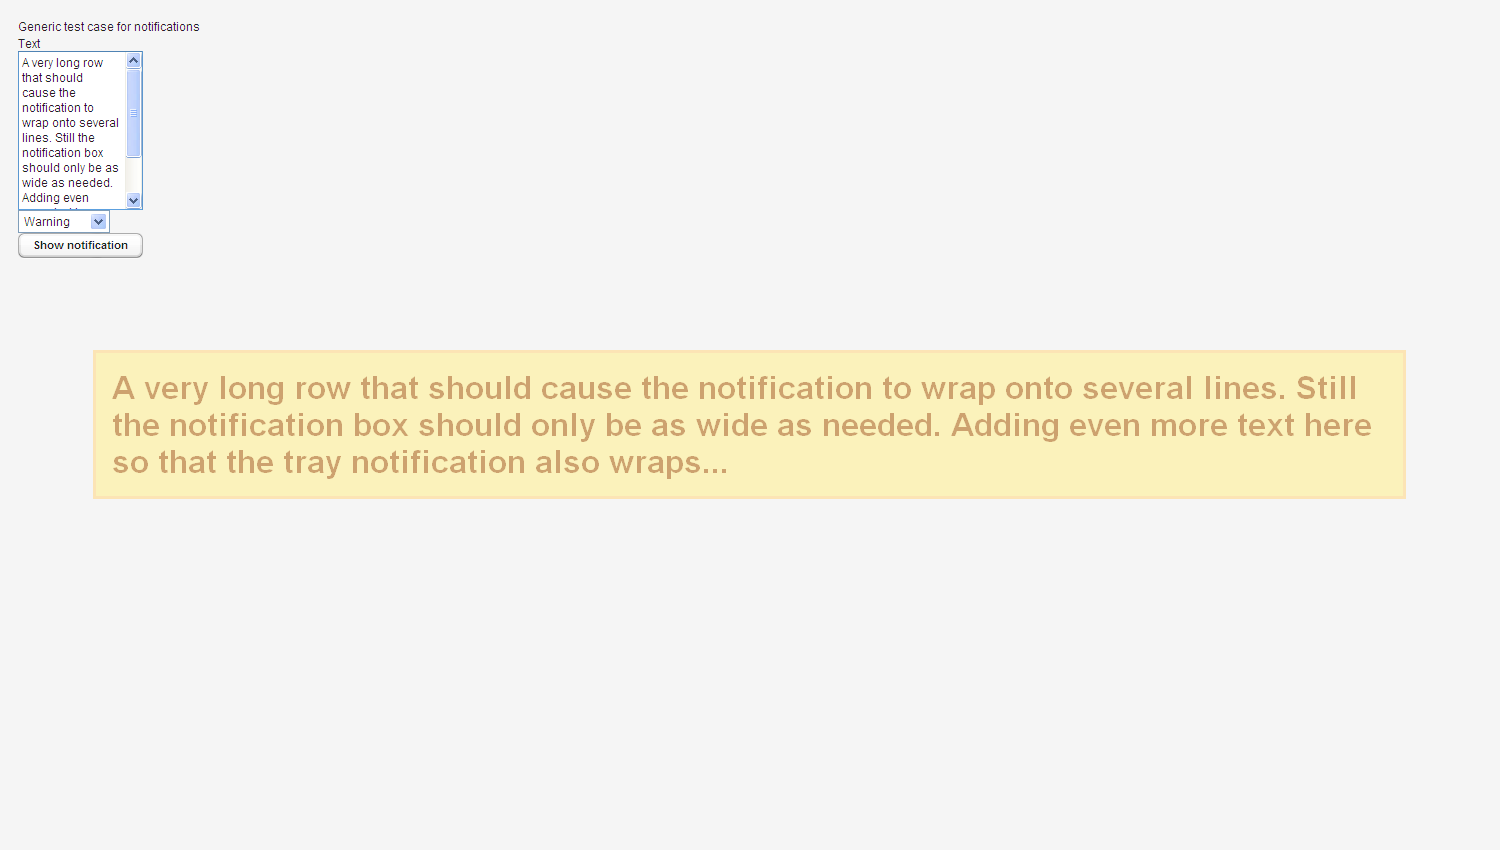 Generic test case for notifications
Text
A very long row
that should
cause the
notification to
wrap onto several
lines. Still the
notification box
should only be as
wide as needed.
Adding even
Warning
Show notification
A very long row that should cause the notification to wrap onto several lines. Still
the notification box should only be as wide as needed. Adding even more text here
so that the tray notification also wraps...